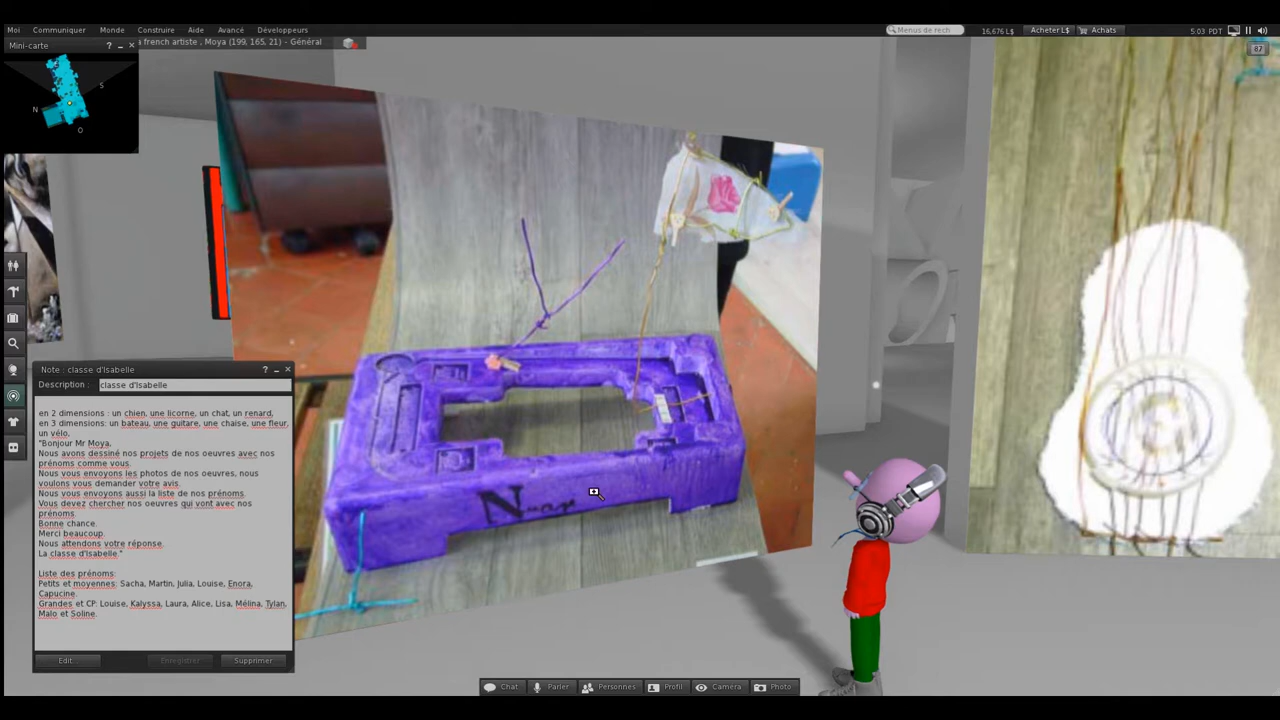 Moi Communiquer Monde Construire Aide Avancé Développeurs
Menus de rech
16,676 L$ Acheter L$ Achats 5:03 PDT
Mini-carte ? a french artiste , Moya (199, 165, 21) - Général
87
S
N
O
Note : classe d'Isabelle ?
Description : classe d'Isabelle
en 2 dimensions : un chien, une licorne, un chat, un renard,
en 3 dimensions: un bateau, une guitare, une chaise, une fleur,
un vélo,
"Bonjour Mr Moya,
Nous avons dessiné nos projets de nos oeuvres avec nos
prénoms comme vous.
Nous vous envoyons les photos de nos oeuvres, nous
voulons vous demander votre avis.
Nous vous envoyons aussi la liste de nos prénoms.
Vous devez chercher nos oeuvres qui vont avec nos
prénoms.
Bonne chance.
Merci beaucoup.
Nous attendons votre réponse.
La classe d'Isabelle."
Liste des prénoms:
Petits et moyennes: Sacha, Martin, Julia, Louise, Enora,
Capucine.
Grandes et CP: Louise, Kalyssa, Laura, Alice, Lisa, Mélina, Tylan,
Malo et Soline.
Edit... Enregistrer Supprimer
Chat Parler Personnes Profil Caméra Photo